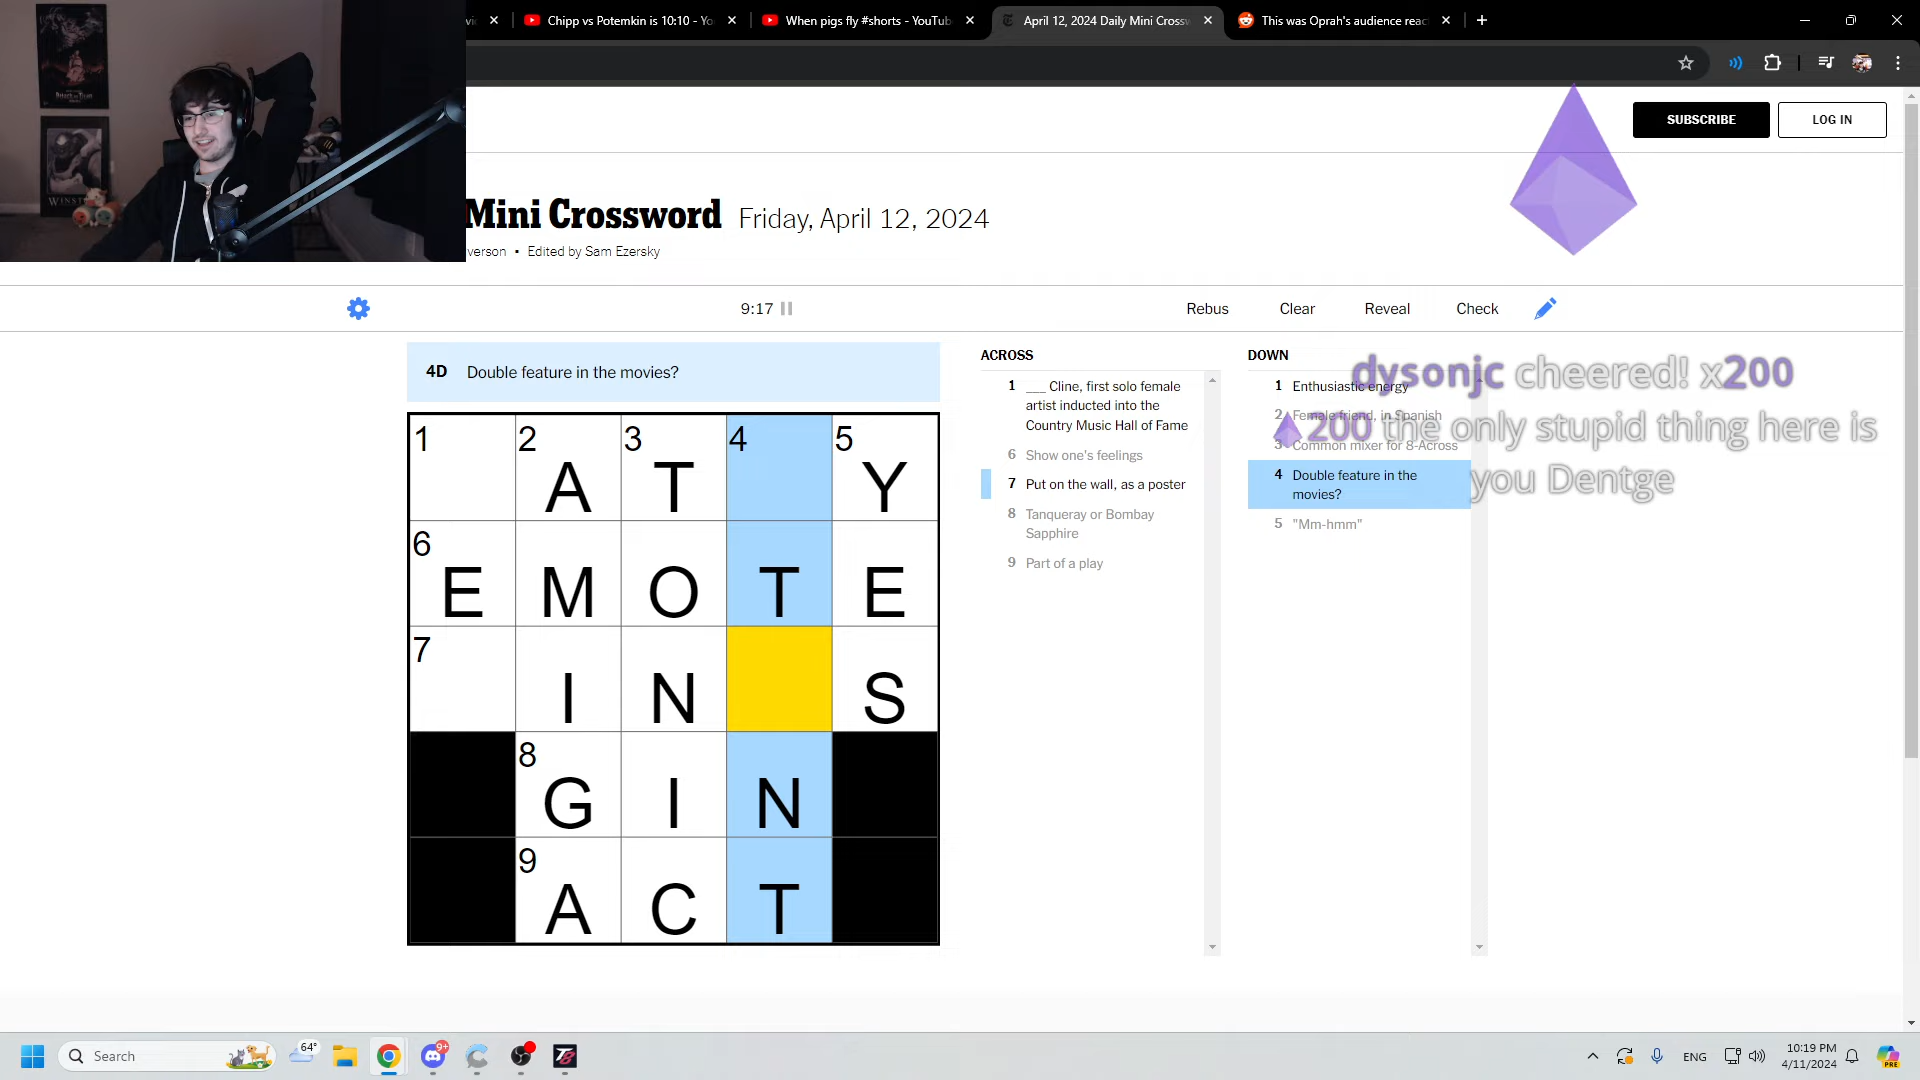 Chipp vs Potemkin is 10:10 - Yo
When pigs fly #shorts - YouTub
April 12, 2024 Daily Mini Crossw
This was Oprah's audience reac
SUBSCRIBE
LOG IN
Mini Crossword Friday, April 12, 2024
verson • Edited by Sam Ezersky
9:17
Rebus
Clear
Reveal
Check
4D Double feature in the movies?
1 2 3 4 5
A T Y
6
E M O T E
7
I N S
8
G I N
9
A C T
ACROSS
1 ___ Cline, first solo female
artist inducted into the
Country Music Hall of Fame
6 Show one's feelings
7 Put on the wall, as a poster
8 Tanqueray or Bombay
Sapphire
9 Part of a play
DOWN
1 Enthusiastic energy
2 Female friend, in Spanish
3 Common mixer for 8-Across
4 Double feature in the
movies?
5 "Mm-hmm"
dysonjc cheered! x200
200 the only stupid thing here is
you Dentge
Search
64°
9+
ENG
10:19 PM
4/11/2024
PRE